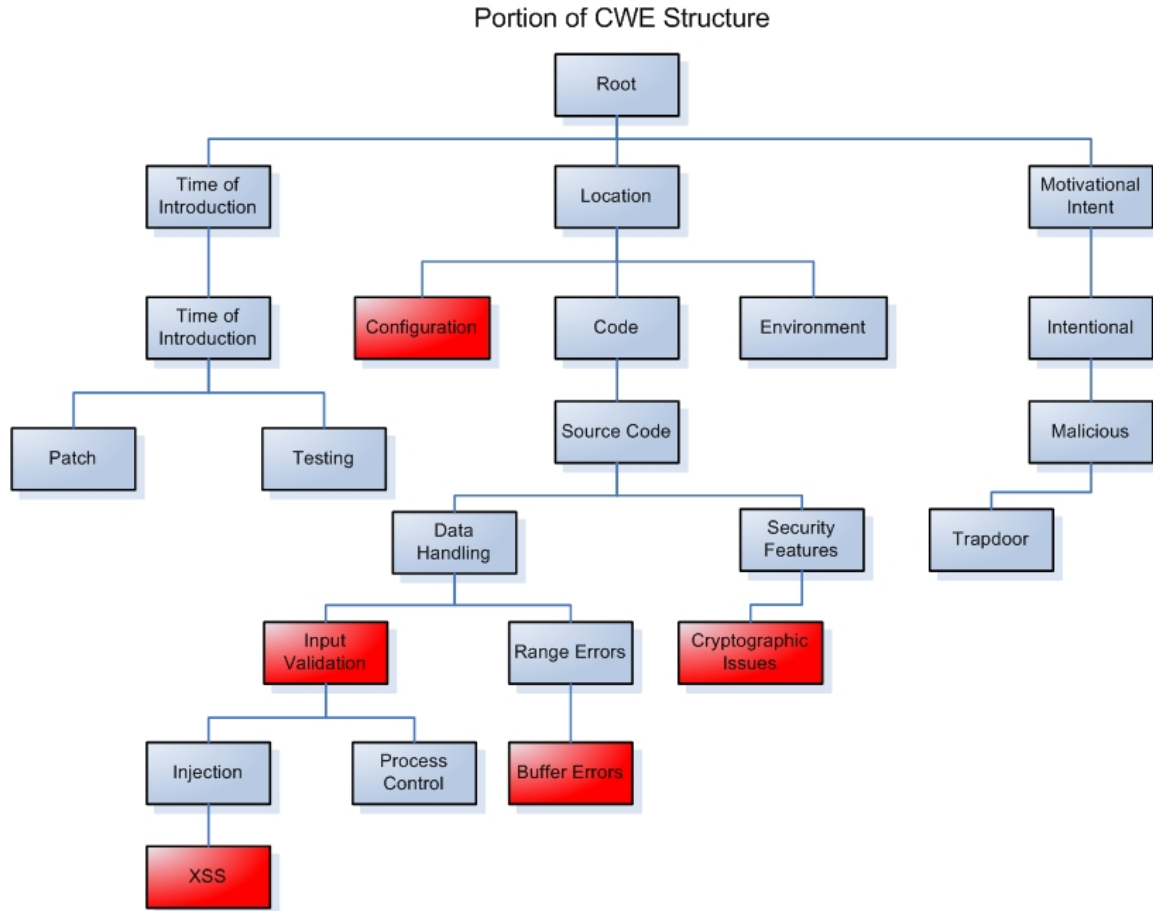 Portion of CWE Structure
Root
Time of
Introduction
Location
Motivational
Intent
Time of
Introduction
Configuration
Code
Environment
Intentional
Patch
Testing
Source Code
Malicious
Data
Handling
Security
Features
Trapdoor
Input
Validation
Range Errors
Cryptographic
Issues
Injection
Process
Control
Buffer Errors
XSS